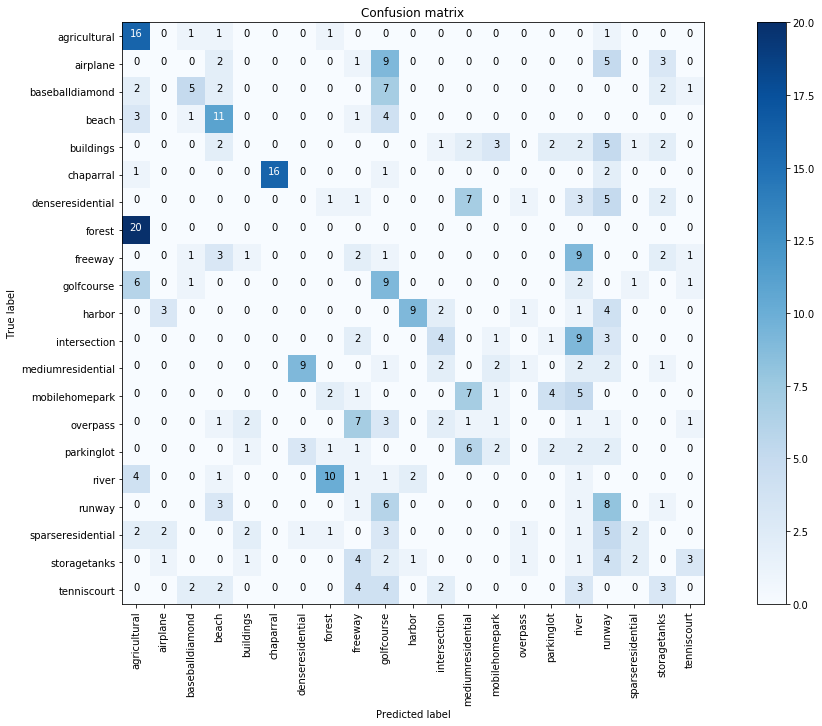 Confusion matrix
agricultural 16 0 1 1 0 0 0 1 0 0 0 0 0 0 0 0 0 1 0 0 0
airplane 0 0 0 2 0 0 0 0 1 9 0 0 0 0 0 0 0 5 0 3 0
baseballdiamond 2 0 5 2 0 0 0 0 0 7 0 0 0 0 0 0 0 0 0 2 1
beach 3 0 1 11 0 0 0 0 1 4 0 0 0 0 0 0 0 0 0 0 0
buildings 0 0 0 2 0 0 0 0 0 0 0 1 2 3 0 2 2 5 1 2 0
chaparral 1 0 0 0 0 16 0 0 0 1 0 0 0 0 0 0 0 2 0 0 0
denseresidential 0 0 0 0 0 0 0 1 1 0 0 0 7 0 1 0 3 5 0 2 0
forest 20 0 0 0 0 0 0 0 0 0 0 0 0 0 0 0 0 0 0 0 0
freeway 0 0 1 3 1 0 0 0 2 1 0 0 0 0 0 0 9 0 0 2 1
golfcourse 6 0 1 0 0 0 0 0 0 9 0 0 0 0 0 0 2 0 1 0 1
harbor 0 3 0 0 0 0 0 0 0 0 9 2 0 0 1 0 1 4 0 0 0
intersection 0 0 0 0 0 0 0 0 2 0 0 4 0 1 0 1 9 3 0 0 0
mediumresidential 0 0 0 0 0 0 9 0 0 1 0 2 0 2 1 0 2 2 0 1 0
mobilehomepark 0 0 0 0 0 0 0 2 1 0 0 0 7 1 0 4 5 0 0 0 0
overpass 0 0 0 1 2 0 0 0 7 3 0 2 1 1 0 0 1 1 0 0 1
parkinglot 0 0 0 0 1 0 3 1 1 0 0 0 6 2 0 2 2 2 0 0 0
river 4 0 0 1 0 0 0 10 1 1 2 0 0 0 0 0 1 0 0 0 0
runway 0 0 0 3 0 0 0 0 1 6 0 0 0 0 0 0 1 8 0 1 0
sparseresidential 2 2 0 0 2 0 1 1 0 3 0 0 0 0 1 0 1 5 2 0 0
storagetanks 0 1 0 0 1 0 0 0 4 2 1 0 0 0 1 0 1 4 2 0 3
tenniscourt 0 0 2 2 0 0 0 0 4 4 0 2 0 0 0 0 3 0 0 3 0
True label
agricultural
airplane
baseballdiamond
beach
buildings
chaparral
denseresidential
forest
freeway
golfcourse
harbor
intersection
mediumresidential
mobilehomepark
overpass
parkinglot
river
runway
sparseresidential
storagetanks
tenniscourt
Predicted label
20.0
17.5
15.0
12.5
10.0
7.5
5.0
2.5
0.0